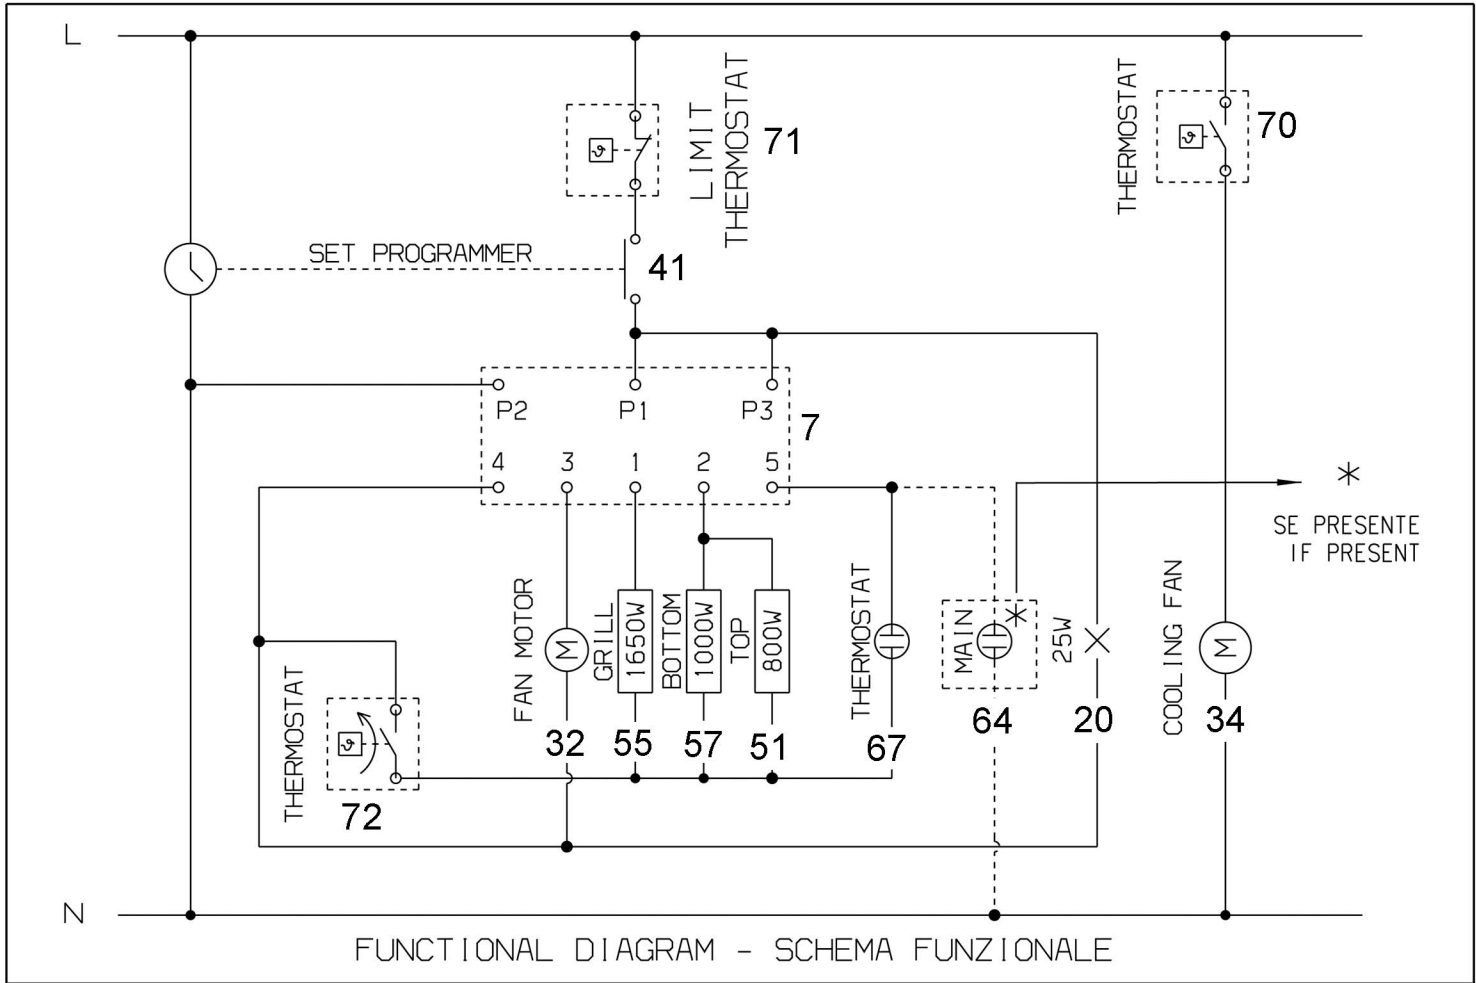 L
LIMIT
THERMOSTAT
71
THERMOSTAT
70
SET PROGRAMMER
41
P2 P1 P3
7
4 3 1 2 5
*
SE PRESENTE
IF PRESENT
FAN MOTOR
M
GRILL
1650W
BOTTOM
1000W
TOP
800W
THERMOSTAT
MAIN
*
25W
COOLING FAN
M
32
55
57
51
67
64
20
34
THERMOSTAT
72
N
FUNCTIONAL DIAGRAM - SCHEMA FUNZIONALE